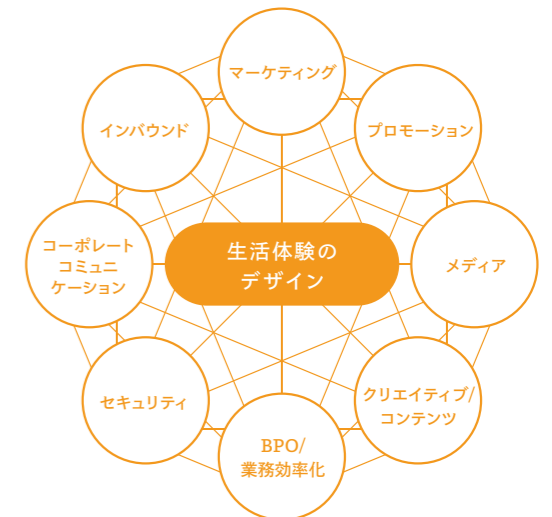 マーケティング
インバウンド
プロモーション
コーポレート
コミュニ
ケーション
生活体験の
デザイン
メディア
セキュリティ
クリエイティブ/
コンテンツ
BPO/
業務効率化